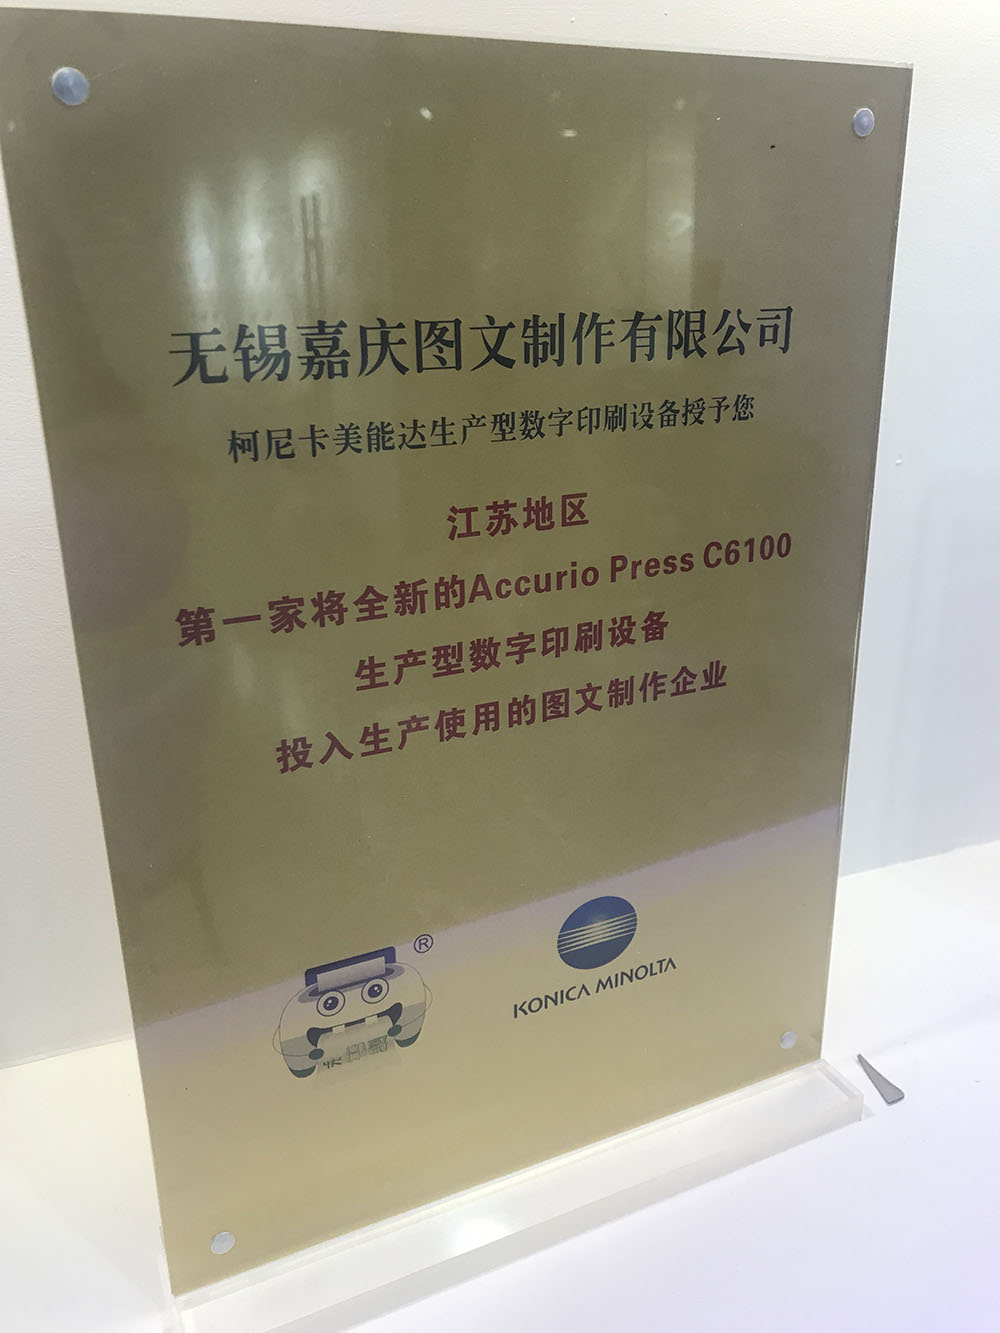 无锡嘉庆图文制作有限公司
柯尼卡美能达生产型数字印刷设备授予您
江苏地区
第一家将全新的Accurio Press C6100
生产型数字印刷设备
投入生产使用的图文制作企业
®
快印客
KONICA MINOLTA